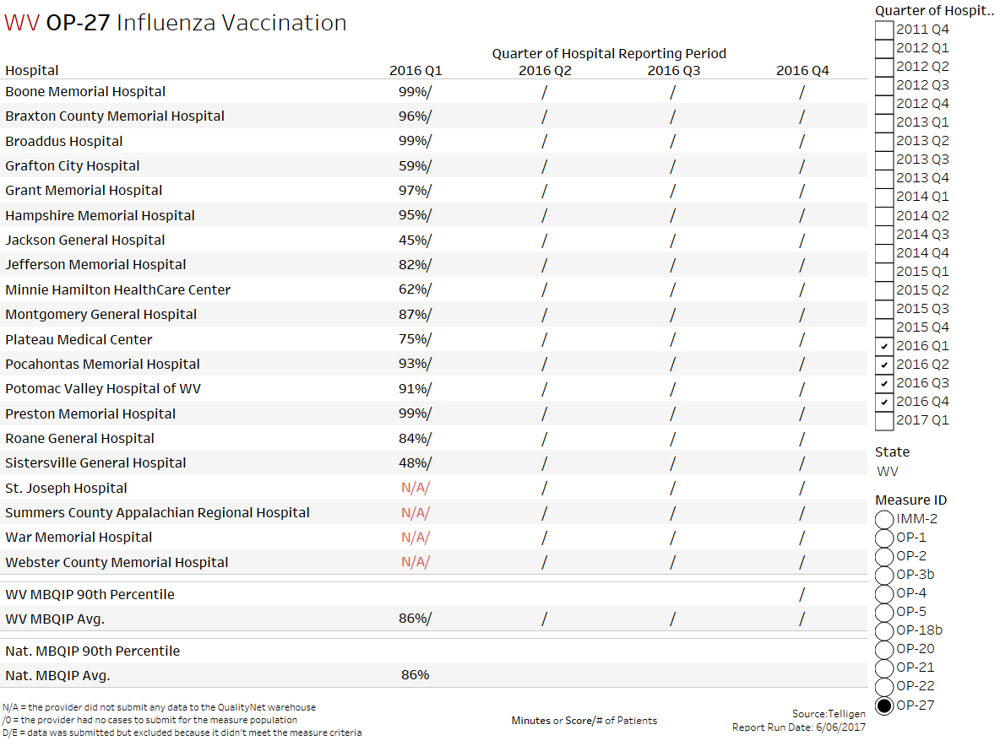 WV OP-27 Influenza Vaccination
Quarter of Hospital Reporting Period
Hospital 2016 Q1 2016 Q2 2016 Q3 2016 Q4
Boone Memorial Hospital 99%/ / / /
Braxton County Memorial Hospital 96%/ / / /
Broaddus Hospital 99%/ / / /
Grafton City Hospital 59%/ / / /
Grant Memorial Hospital 97%/ / / /
Hampshire Memorial Hospital 95%/ / / /
Jackson General Hospital 45%/ / / /
Jefferson Memorial Hospital 82%/ / / /
Minnie Hamilton HealthCare Center 62%/ / / /
Montgomery General Hospital 87%/ / / /
Plateau Medical Center 75%/ / / /
Pocahontas Memorial Hospital 93%/ / / /
Potomac Valley Hospital of WV 91%/ / / /
Preston Memorial Hospital 99%/ / / /
Roane General Hospital 84%/ / / /
Sistersville General Hospital 48%/ / / /
St. Joseph Hospital N/A/ / / /
Summers County Appalachian Regional Hospital N/A/ / / /
War Memorial Hospital N/A/ / / /
Webster County Memorial Hospital N/A/ / / /
WV MBQIP 90th Percentile /
WV MBQIP Avg. 86%/ / / /
Nat. MBQIP 90th Percentile
Nat. MBQIP Avg. 86%
N/A = the provider did not submit any data to the QualityNet warehouse
/0 = the provider had no cases to submit for the measure population
D/E = data was submitted but excluded because it didn't meet the measure criteria
Minutes or Score/# of Patients
Source:Telligen
Report Run Date: 6/06/2017
Quarter of Hospit..
2011 Q4
2012 Q1
2012 Q2
2012 Q3
2012 Q4
2013 Q1
2013 Q2
2013 Q3
2013 Q4
2014 Q1
2014 Q2
2014 Q3
2014 Q4
2015 Q1
2015 Q2
2015 Q3
2015 Q4
2016 Q1
2016 Q2
2016 Q3
2016 Q4
2017 Q1
State
WV
Measure ID
IMM-2
OP-1
OP-2
OP-3b
OP-4
OP-5
OP-18b
OP-20
OP-21
OP-22
OP-27